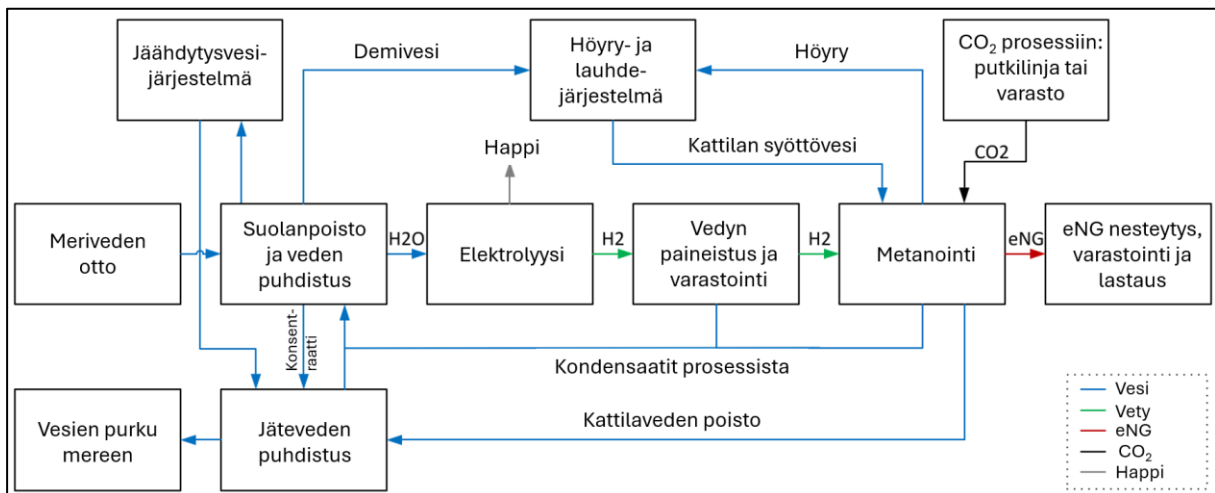 Jäähdytysvesi-
järjestelmä
Demivesi
Höyry- ja
lauhde-
järjestelmä
Höyry
CO₂ prosessiin:
putkilinja tai
varasto
Happi
Kattilan syöttövesi
CO2
Meriveden
otto
Suolanpoisto
ja veden
puhdistus
H2O
Elektrolyysi
H2
Vedyn
paineistus ja
varastointi
H2
Metanointi
eNG
eNG nesteytys,
varastointi ja
lastaus
Konsent-
raatti
Kondensaatit prosessista
Vesien purku
mereen
Jäteveden
puhdistus
Kattilaveden poisto
Vesi
Vety
eNG
CO₂
Happi